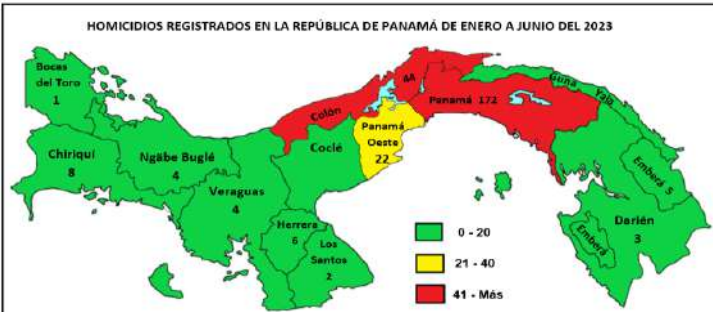 HOMICIDIOS REGISTRADOS EN LA REPÚBLICA DE PANAMÁ DE ENERO A JUNIO DEL 2023
Bocas
del Toro
1
Chiriquí
8
Ngäbe Buglé
4
Veraguas
4
Herrera
6
Los
Santos
2
Coclé
Colón
44
Panamá
Oeste
22
Panamá 172
Guna Yala
Emberá 5
Emberá
Darién
3
0 - 20
21 - 40
41 - Más